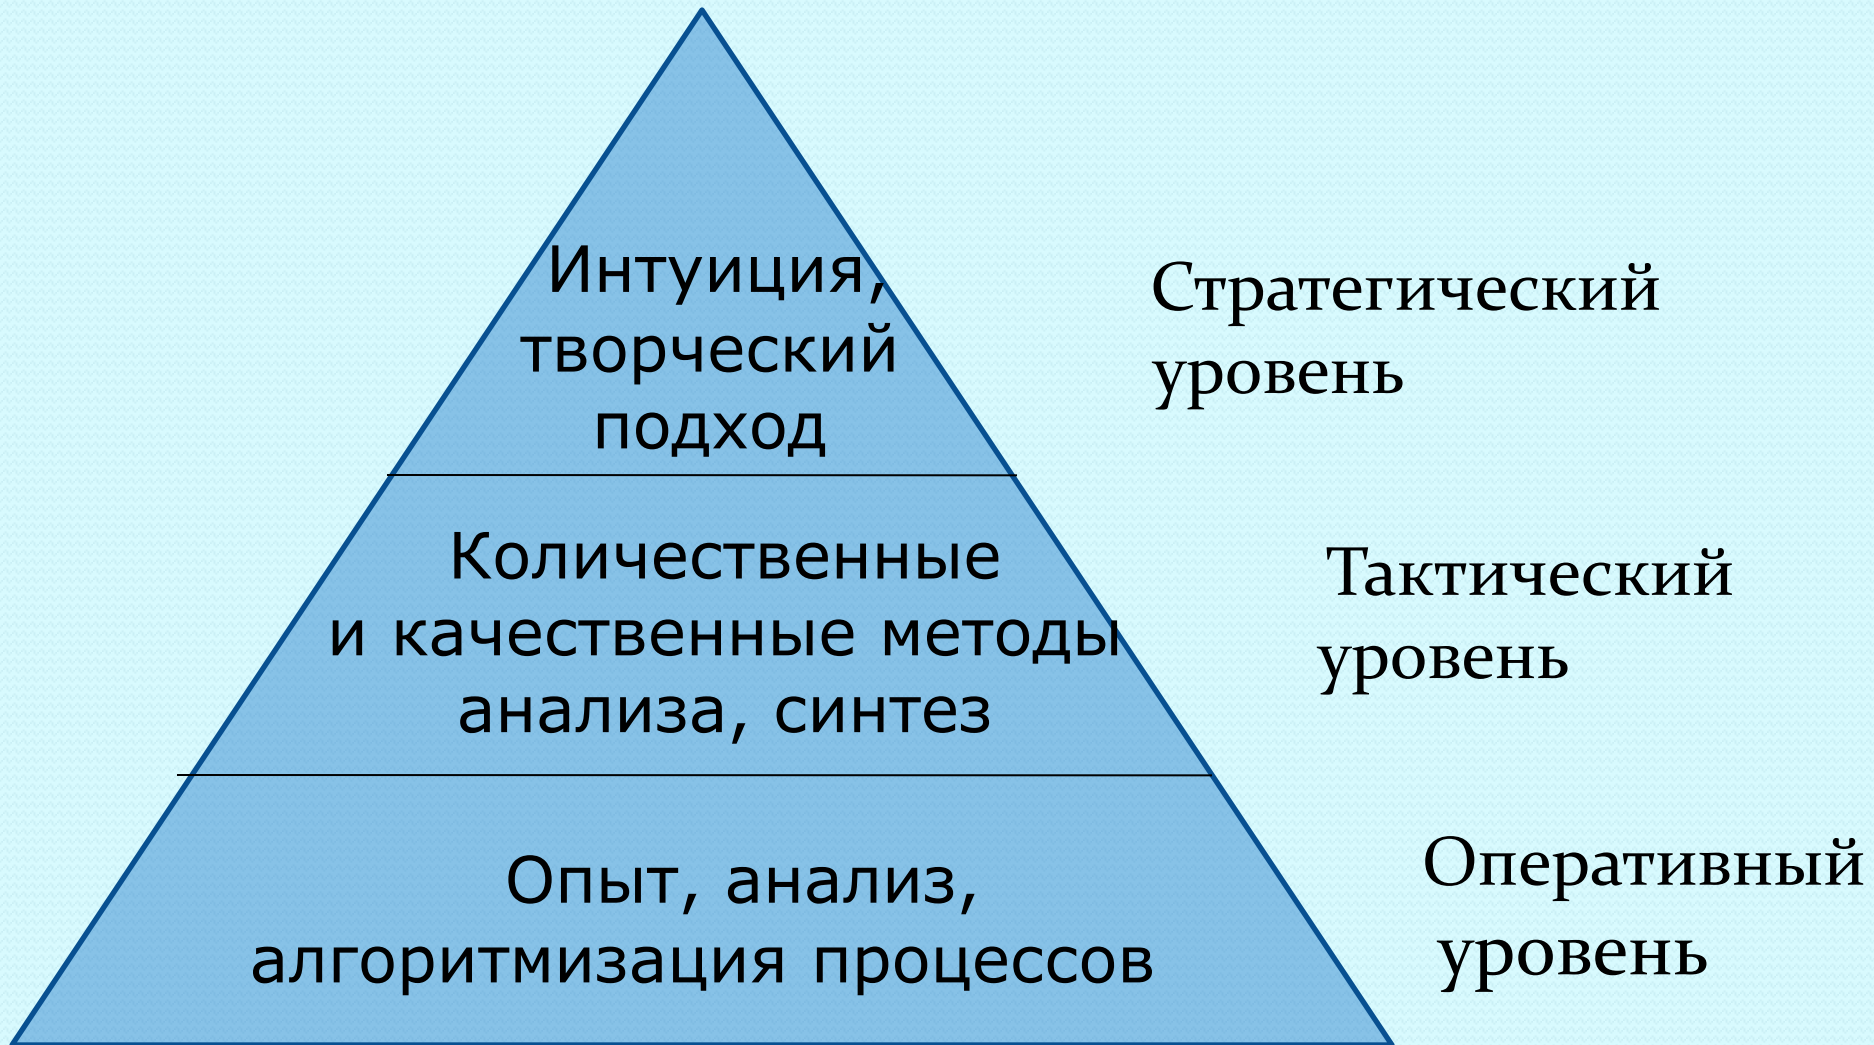 Интуиция,
творческий
подход
Стратегический
уровень
Количественные
и качественные методы
анализа, синтез
Тактический
уровень
Опыт, анализ,
алгоритмизация процессов
Оперативный
уровень